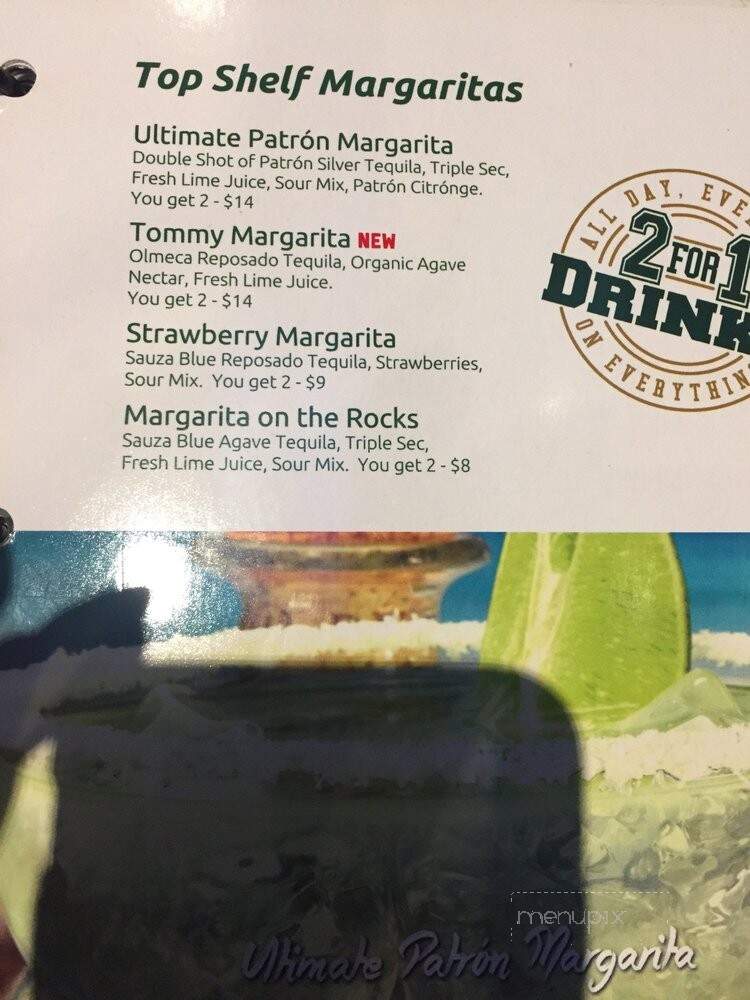 Top Shelf Margaritas
Ultimate Patrón Margarita
Double Shot of Patrón Silver Tequila, Triple Sec,
Fresh Lime Juice, Sour Mix, Patrón Citrónge.
You get 2 - $14
Tommy Margarita NEW
Olmeca Reposado Tequila, Organic Agave
Nectar, Fresh Lime Juice.
You get 2 - $14
Strawberry Margarita
Sauza Blue Reposado Tequila, Strawberries,
Sour Mix. You get 2 - $9
Margarita on the Rocks
Sauza Blue Agave Tequila, Triple Sec,
Fresh Lime Juice, Sour Mix. You get 2 - $8
ALL DAY, EVE
2 FOR 1
DRINK
ON EVERYTHIN
menupix
Ultimate Patrón Margarita